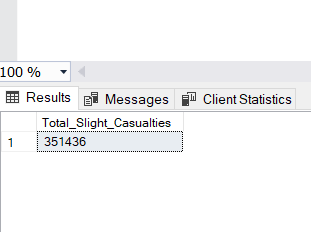 100 %
Results Messages Client Statistics
Total_Slight_Casualties
1 351436